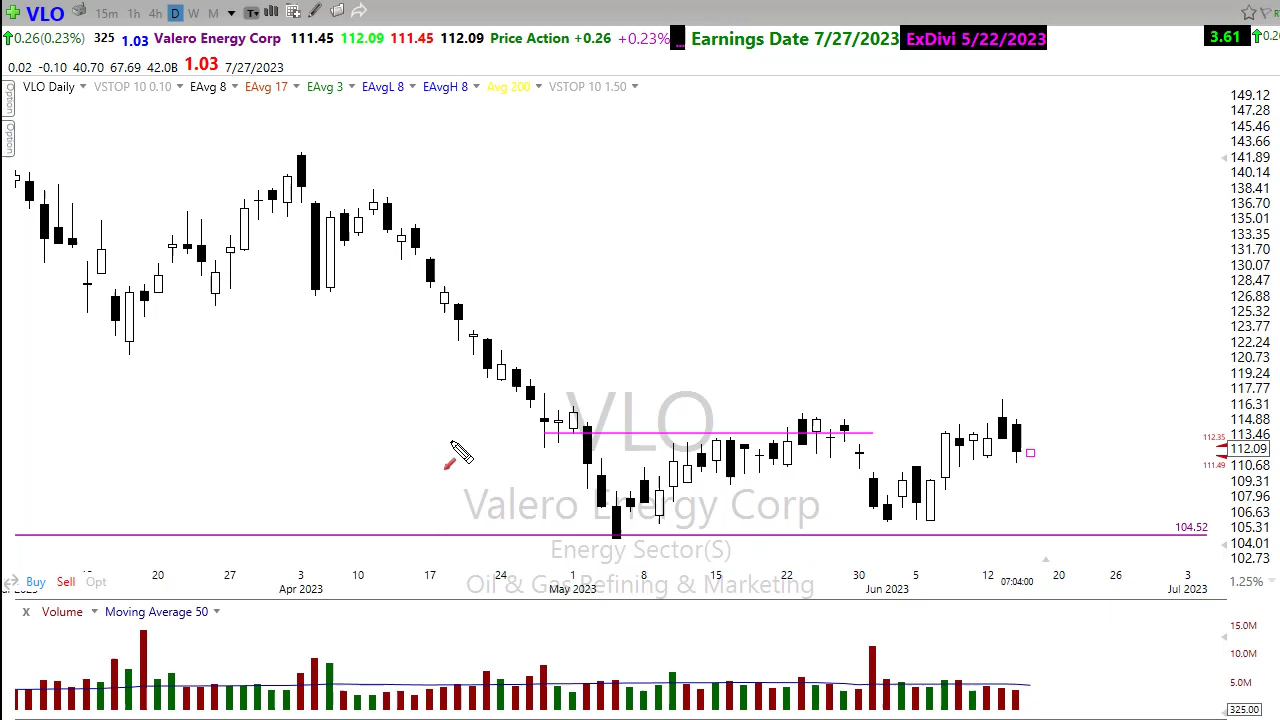 VLO 15m 1h 4h D W M T
0.26(0.23%) 325 1.03 Valero Energy Corp 111.45 112.09 111.45 112.09 Price Action +0.26 +0.23% ... Earnings Date 7/27/2023 ExDivi 5/22/2023 3.61
0.02 -0.10 40.70 67.69 42.0B 1.03 7/27/2023
VLO Daily VSTOP 10 0.10 EAvg 8 EAvg 17 EAvg 3 EAvgL 8 EAvgH 8 Avg 200 VSTOP 10 1.50
Option
Option
149.12
147.28
145.46
143.66
141.89
140.14
138.41
136.70
135.01
133.35
131.70
130.07
128.47
126.88
125.32
123.77
122.24
120.73
119.24
117.77
116.31
114.88
113.46
112.35
112.09
111.49
110.68
109.31
107.96
106.63
105.31
104.01
102.73
104.52
VLO
Valero Energy Corp
Energy Sector(S)
Oil & Gas Refining & Marketing
Buy Sell Opt
20 27 3 10 17 24 1 8 15 22 30 5 12 20 26 3
07:04:00
1.25%
April 2023 May 2023 Jun 2023 Jul 2023
X Volume Moving Average 50
15.0M
10.0M
5.0M
325.00